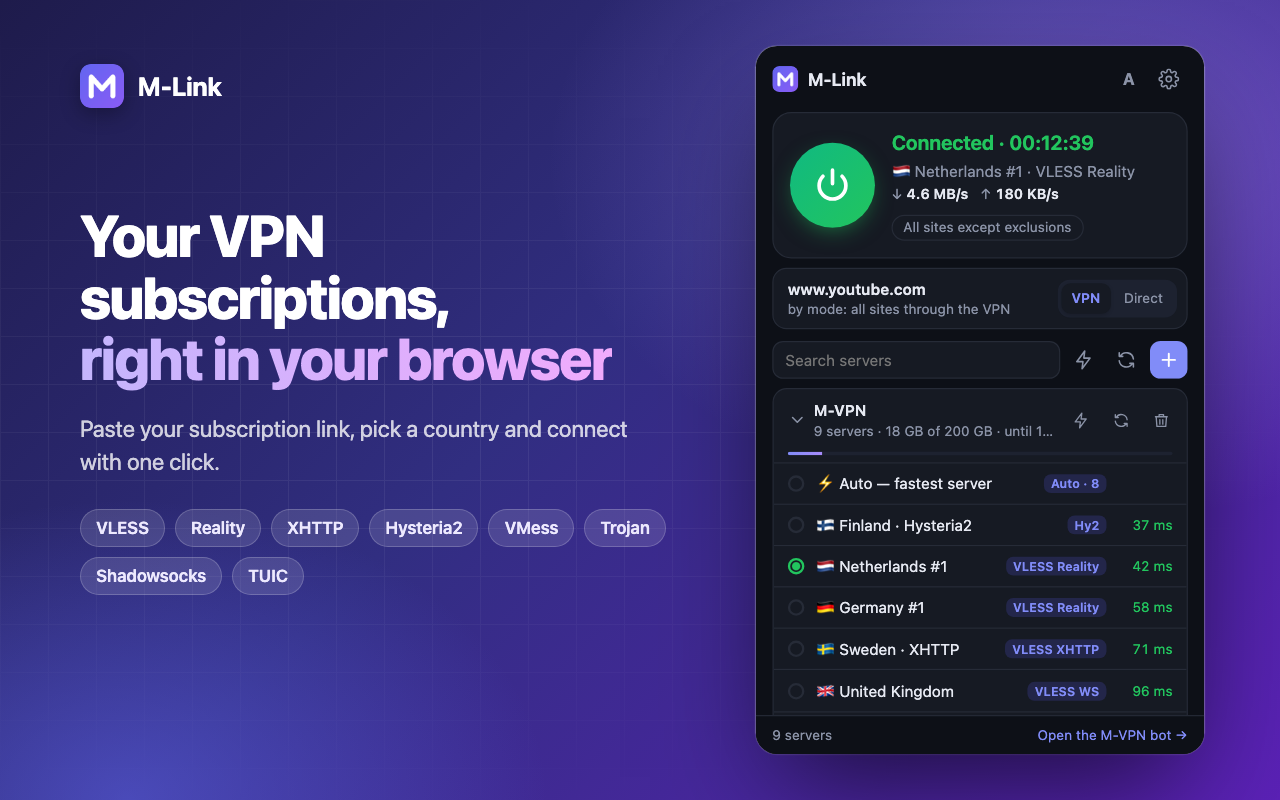 M-Link
Your VPN
subscriptions,
right in your browser
Paste your subscription link, pick a country and connect
with one click.
VLESS
Reality
XHTTP
Hysteria2
VMess
Trojan
Shadowsocks
TUIC
M-Link
A
Connected · 00:12:39
Netherlands #1 · VLESS Reality
↓ 4.6 MB/s ↑ 180 KB/s
All sites except exclusions
www.youtube.com
by mode: all sites through the VPN
VPN
Direct
Search servers
M-VPN
9 servers · 18 GB of 200 GB · until 1...
Auto — fastest server Auto · 8
Finland · Hysteria2 Hy2 37 ms
Netherlands #1 VLESS Reality 42 ms
Germany #1 VLESS Reality 58 ms
Sweden · XHTTP VLESS XHTTP 71 ms
United Kingdom VLESS WS 96 ms
9 servers
Open the M-VPN bot →